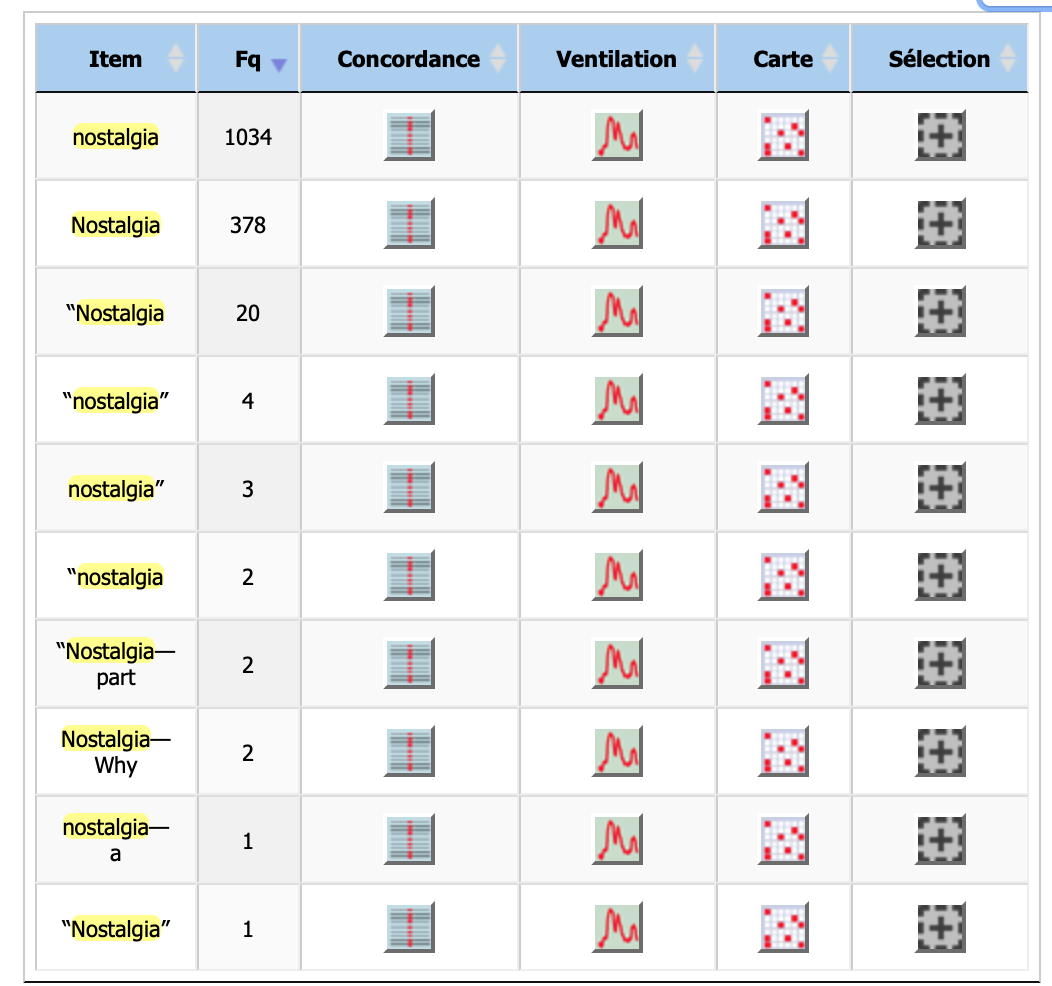 Item Fq Concordance Ventilation Carte Sélection
nostalgia 1034
Nostalgia 378
“Nostalgia 20
“nostalgia” 4
nostalgia” 3
“nostalgia 2
“Nostalgia—
part 2
Nostalgia—
Why 2
nostalgia—
a 1
“Nostalgia” 1